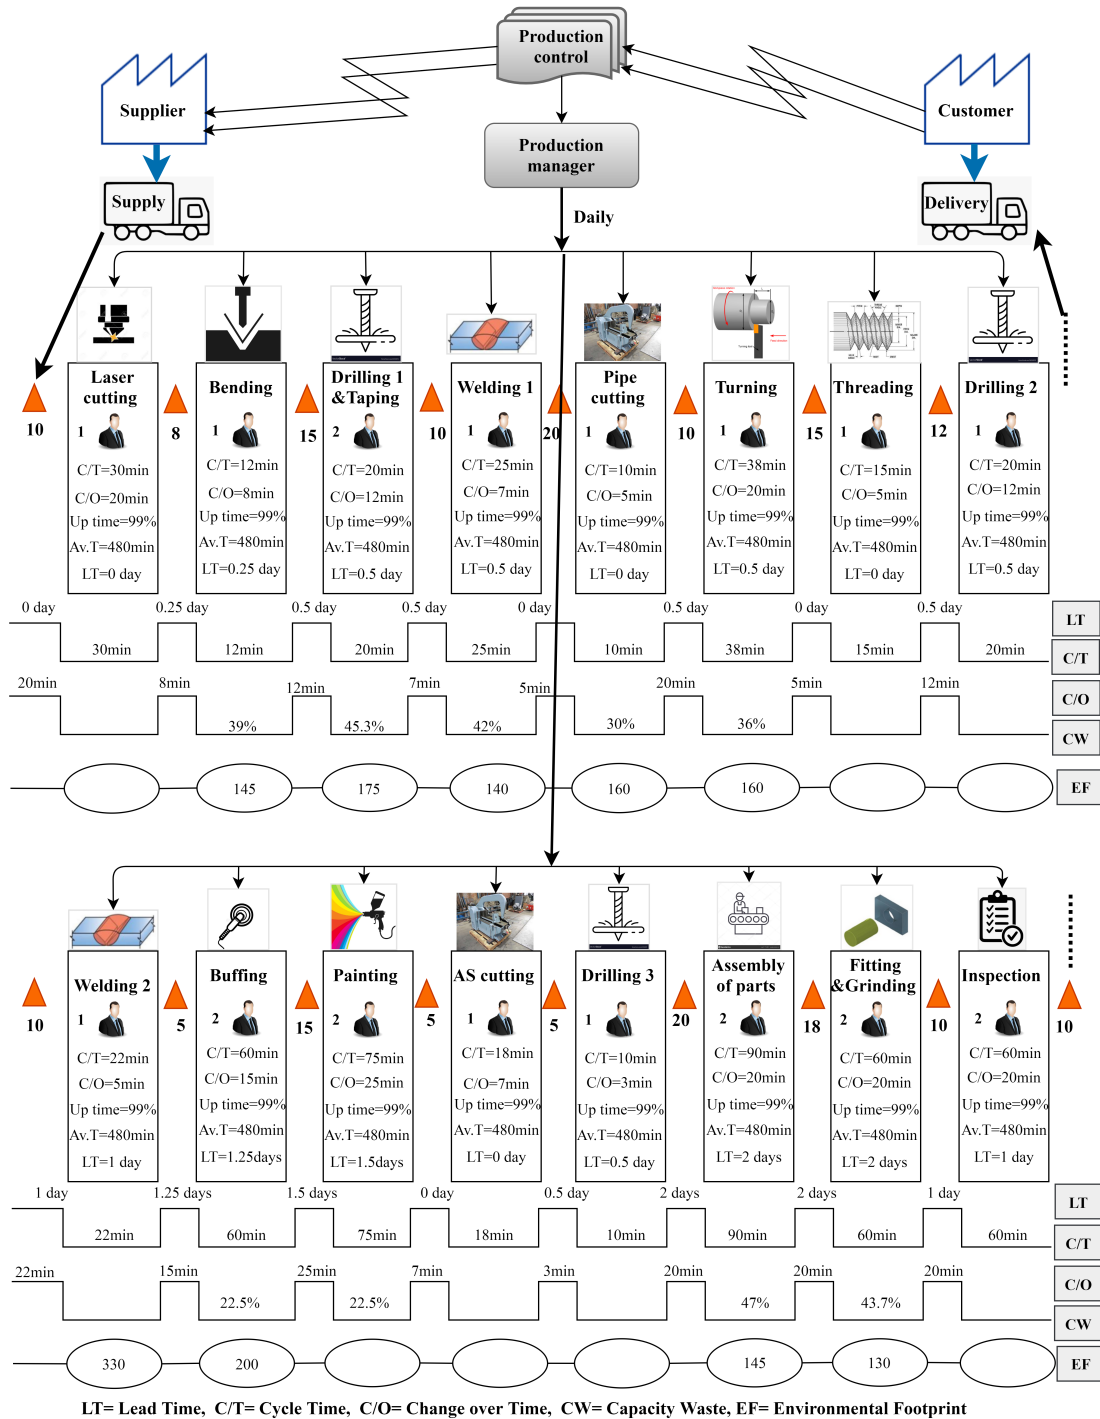 Production
control
Supplier
Customer
Production
manager
Supply
Delivery
Daily
Laser
cutting
Bending
Drilling 1
&Taping
Welding 1
Pipe
cutting
Turning
Threading
Drilling 2
10
1
8
1
15
2
10
1
20
1
10
1
15
1
12
1
C/T=30min
C/O=20min
Up time=99%
Av.T=480min
LT=0 day
C/T=12min
C/O=8min
Up time=99%
Av.T=480min
LT=0.25 day
C/T=20min
C/O=12min
Up time=99%
Av.T=480min
LT=0.5 day
C/T=25min
C/O=7min
Up time=99%
Av.T=480min
LT=0.5 day
C/T=10min
C/O=5min
Up time=99%
Av.T=480min
LT=0 day
C/T=38min
C/O=20min
Up time=99%
Av.T=480min
LT=0.5 day
C/T=15min
C/O=5min
Up time=99%
Av.T=480min
LT=0 day
C/T=20min
C/O=12min
Up time=99%
Av.T=480min
LT=0.5 day
0 day 0.25 day 0.5 day 0.5 day 0 day 0.5 day 0 day 0.5 day LT
30min 12min 20min 25min 10min 38min 15min 20min C/T
20min 8min 12min 7min 5min 20min 5min 12min C/O
39% 45.3% 42% 30% 36% CW
145 175 140 160 160 EF
Welding 2
Buffing
Painting
AS cutting
Drilling 3
Assembly
of parts
Fitting
&Grinding
Inspection
10
1
5
2
15
2
5
1
5
1
20
2
18
2
10
2
10
C/T=22min
C/O=5min
Up time=99%
Av.T=480min
LT=1 day
C/T=60min
C/O=15min
Up time=99%
Av.T=480min
LT=1.25days
C/T=75min
C/O=25min
Up time=99%
Av.T=480min
LT=1.5days
C/T=18min
C/O=7min
Up time=99%
Av.T=480min
LT=0 day
C/T=10min
C/O=3min
Up time=99%
Av.T=480min
LT=0.5 day
C/T=90min
C/O=20min
Up time=99%
Av.T=480min
LT=2 days
C/T=60min
C/O=20min
Up time=99%
Av.T=480min
LT=2 days
C/T=60min
C/O=20min
Up time=99%
Av.T=480min
LT=1 day
1 day 1.25 days 1.5 days 0 day 0.5 day 2 days 2 days 1 day LT
22min 60min 75min 18min 10min 90min 60min 60min C/T
22min 15min 25min 7min 3min 20min 20min 20min C/O
22.5% 22.5% 47% 43.7% CW
330 200 145 130 EF
LT= Lead Time, C/T= Cycle Time, C/O= Change over Time, CW= Capacity Waste, EF= Environmental Footprint